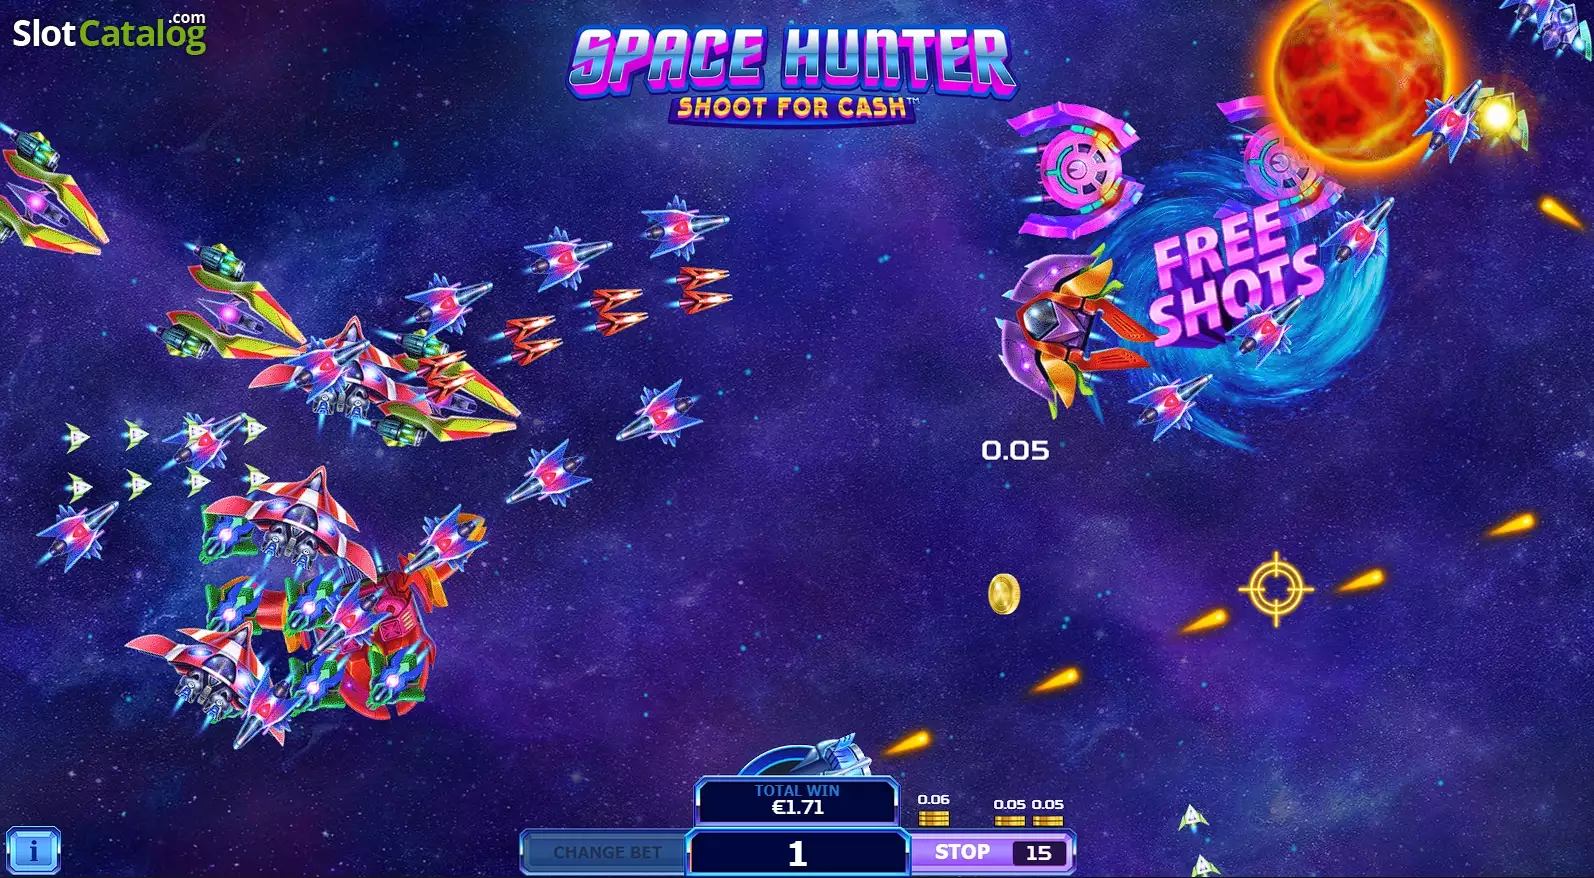 SlotCatalog.com
SPACE HUNTER
SHOOT FOR CASH™
FREE
SHOTS
0.05
TOTAL WIN
€1.71
0.06
0.05 0.05
CHANGE BET
1
STOP 15
i